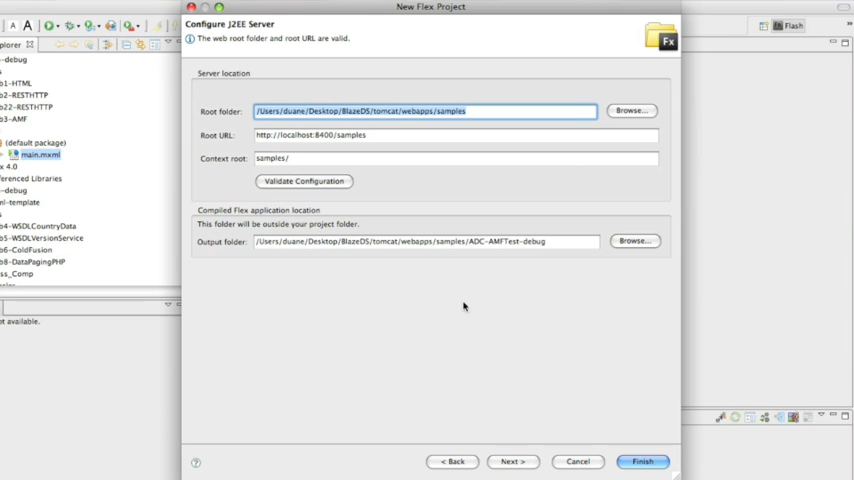 New Flex Project
Configure J2EE Server
The web root folder and root URL are valid.
Fx
Flash
A A
plorer
-debug
b1-HTML
b2-RESTHTTP
b22-RESTHTTP
b3-AMF
(default package)
main.mxml
x 4.0
ferenced Libraries
-debug
ml-template
b4-WSDLCountryData
b5-WSDLVersionService
b6-ColdFusion
b8-DataPagingPHP
ss_Comp
ot available.
Server location
Root folder: /Users/duane/Desktop/BlazeDS/tomcat/webapps/samples Browse...
Root URL: http://localhost:8400/samples
Context root: samples/
Validate Configuration
Compiled Flex application location
This folder will be outside your project folder.
Output folder: /Users/duane/Desktop/BlazeDS/tomcat/webapps/samples/ADC-AMFTest-debug Browse...
? < Back Next > Cancel Finish